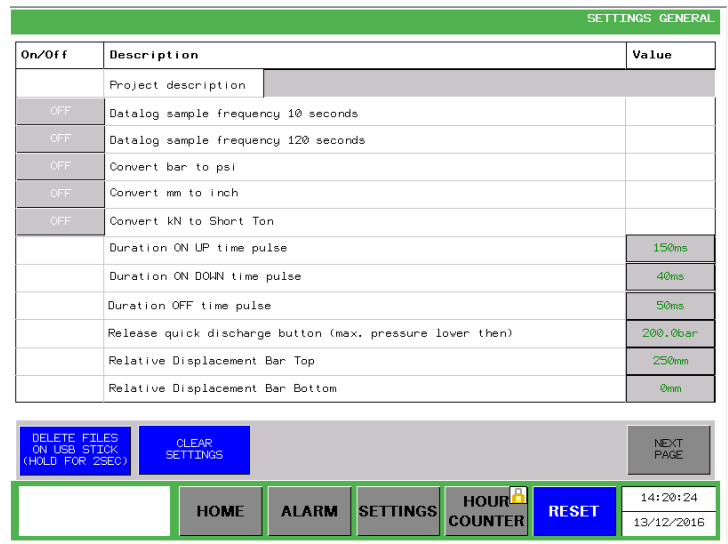 SETTINGS GENERAL
On/Off Description Value
Project description
OFF Datalog sample frequency 10 seconds
OFF Datalog sample frequency 120 seconds
OFF Convert bar to psi
OFF Convert mm to inch
OFF Convert kN to Short Ton
Duration ON UP time pulse 150ms
Duration ON DOWN time pulse 40ms
Duration OFF time pulse 50ms
Release quick discharge button (max. pressure lower then) 200.0bar
Relative Displacement Bar Top 250mm
Relative Displacement Bar Bottom 0mm
DELETE FILES
ON USB STICK
(HOLD FOR 2SEC)
CLEAR
SETTINGS
NEXT
PAGE
HOME
ALARM
SETTINGS
HOUR
COUNTER
RESET
14:20:24
13/12/2016